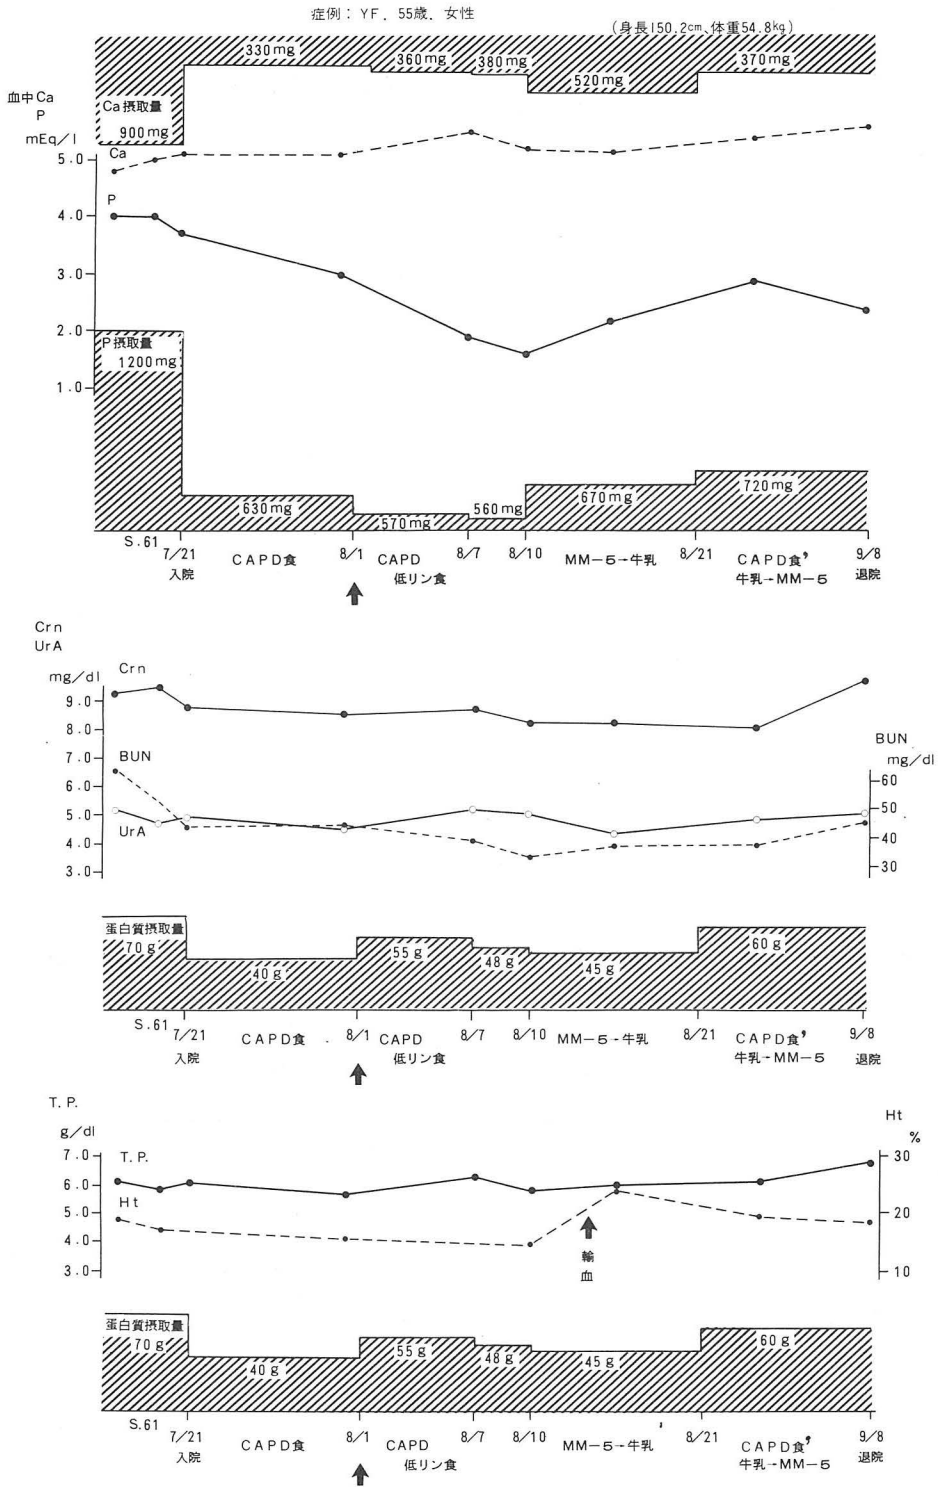 症例：YF．55歳．女性
(身長150.2cm、体重54.8kg)
330mg
360mg
380mg
520mg
370mg
血中Ca
P
mEq/l
Ca摂取量
900mg
Ca
5.0
P
4.0
3.0
2.0
1.0
P摂取量
1200mg
630mg
570mg
560mg
670mg
720mg
S.61
7/21
8/1
8/7
8/10
8/21
9/8
入院
CAPD食
CAPD
低リン食
MM-5→牛乳
CAPD食’
牛乳→MM-5
退院
Crn
UrA
mg/dl
Crn
9.0
8.0
7.0
6.0
5.0
4.0
3.0
BUN
UrA
BUN
mg/dl
60
50
40
30
蛋白質摂取量
70g
40g
55g
48g
45g
60g
S.61
7/21
8/1
8/7
8/10
8/21
9/8
入院
CAPD食
CAPD
低リン食
MM-5→牛乳
CAPD食’
牛乳→MM-5
退院
T.P.
g/dl
7.0
6.0
5.0
4.0
3.0
T.P.
Ht
Ht
%
30
20
10
輸
血
蛋白質摂取量
70g
40g
55g
48g
45g
60g
S.61
7/21
8/1
8/7
8/10
8/21
9/8
入院
CAPD食
CAPD
低リン食
MM-5→牛乳
CAPD食’
牛乳→MM-5
退院